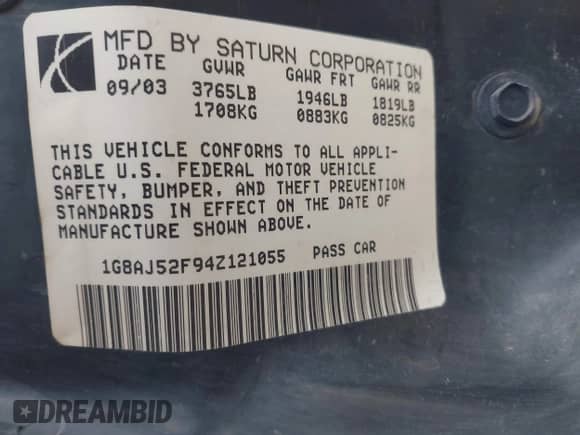 MFD BY SATURN CORPORATION
DATE GVWR GAWR FRT GAWR RR
09/03 3765LB 1946LB 1819LB
1708KG 0883KG 0825KG
THIS VEHICLE CONFORMS TO ALL APPLI-
CABLE U.S. FEDERAL MOTOR VEHICLE
SAFETY, BUMPER, AND THEFT PREVENTION
STANDARDS IN EFFECT ON THE DATE OF
MANUFACTURE SHOWN ABOVE.
1G8AJ52F94Z121055 PASS CAR
DREAMBID